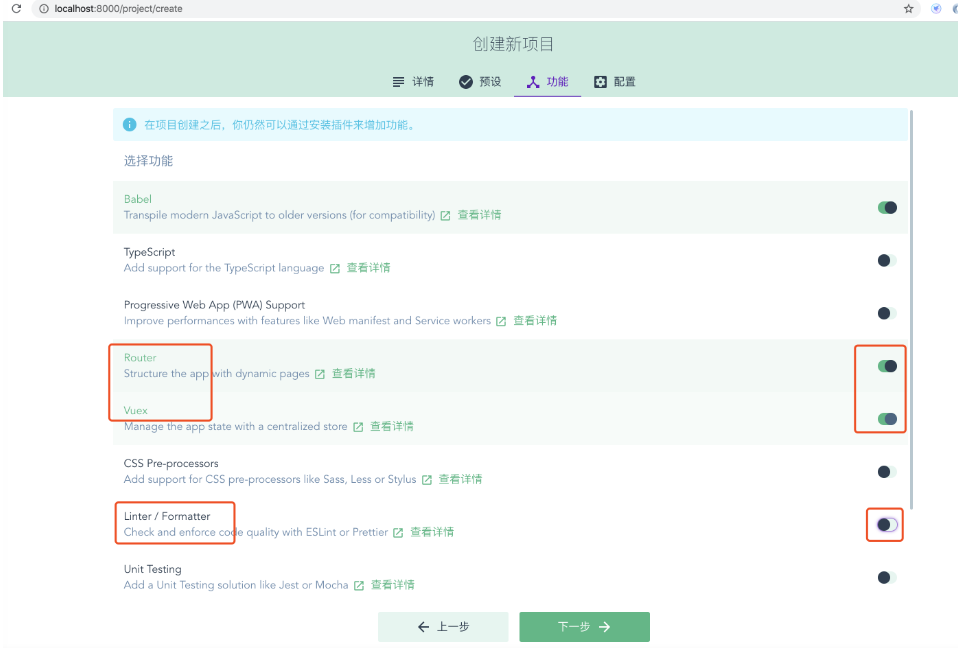 localhost:8000/project/create
创建新项目
详情 预设 功能 配置
在项目创建之后，你仍然可以通过安装插件来增加功能。
选择功能
Babel
Transpile modern JavaScript to older versions (for compatibility) 查看详情
TypeScript
Add support for the TypeScript language 查看详情
Progressive Web App (PWA) Support
Improve performances with features like Web manifest and Service workers 查看详情
Router
Structure the app with dynamic pages 查看详情
Vuex
Manage the app state with a centralized store 查看详情
CSS Pre-processors
Add support for CSS pre-processors like Sass, Less or Stylus 查看详情
Linter / Formatter
Check and enforce code quality with ESLint or Prettier 查看详情
Unit Testing
Add a Unit Testing solution like Jest or Mocha 查看详情
上一步 下一步